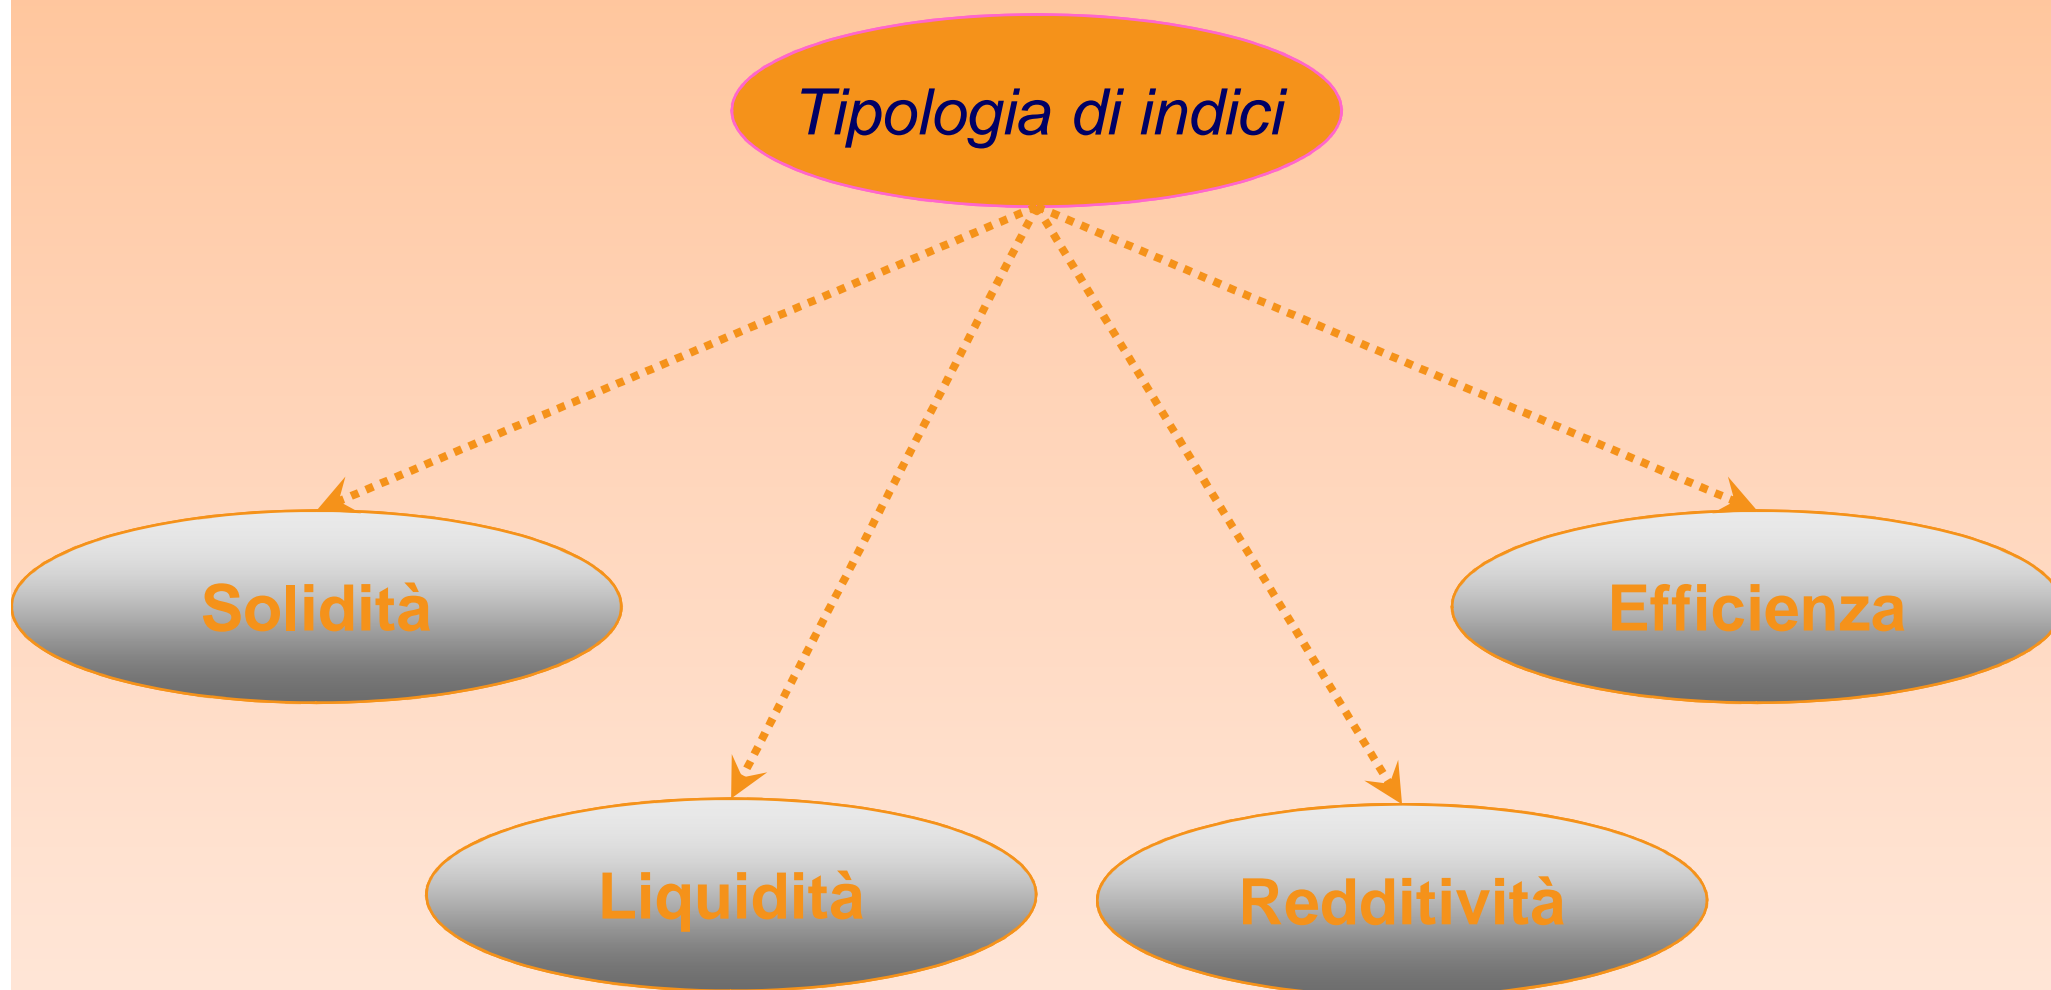 Tipologia di indici
Solidità
Efficienza
Liquidità
Redditività